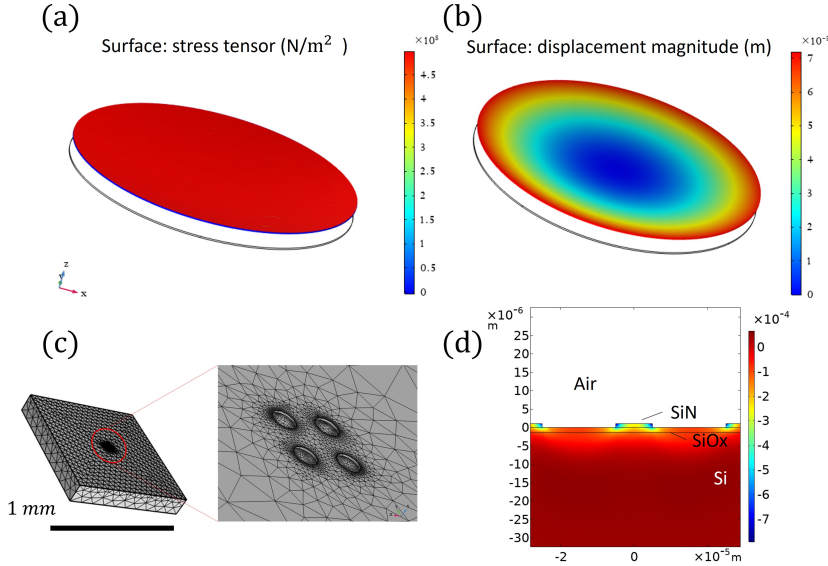 (a)
Surface: stress tensor (N/m² )
×10⁸
4.5
4
3.5
3
2.5
2
1.5
1
0.5
0
z
y
x
(b)
Surface: displacement magnitude (m)
7
6
5
4
3
2
1
0
(c)
1 mm
(d)
×10⁻⁶
m
25
20
15
10
5
0
-5
-10
-15
-20
-25
-30
-2
0
×10⁻⁵m
Air
SiN
SiOx
Si
×10⁻⁴
0
-1
-2
-3
-4
-5
-6
-7